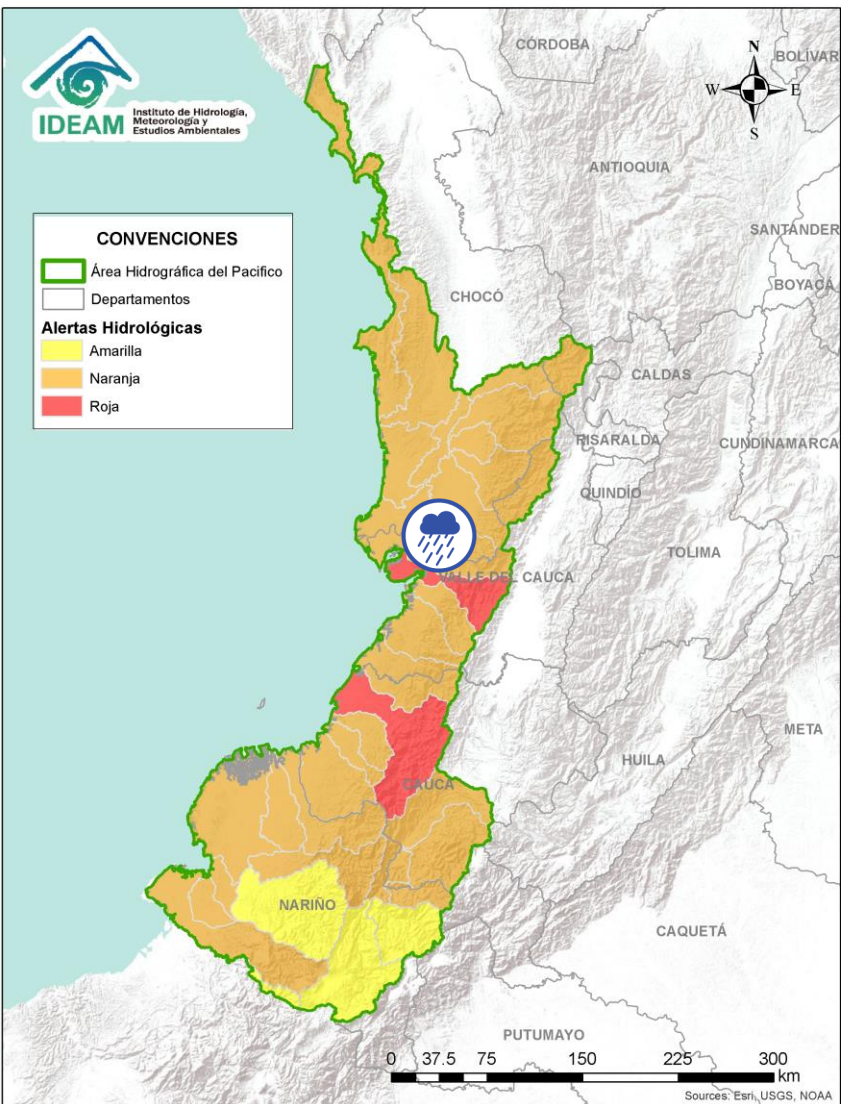 IDEAM
Instituto de Hidrología,
Meteorología y
Estudios Ambientales
CÓRDOBA
BOLÍVAR
N
W
E
S
ANTIOQUIA
SANTANDER
BOYACÁ
CONVENCIONES
Área Hidrográfica del Pacifico
Departamentos
Alertas Hidrológicas
Amarilla
Naranja
Roja
CHOCÓ
CALDAS
RISARALDA
CUNDINAMARCA
QUINDÍO
TOLIMA
VALLE DEL CAUCA
META
HUILA
CAUCA
NARIÑO
CAQUETÁ
PUTUMAYO
0 37.5 75 150 225 300
km
Sources: Esri, USGS, NOAA